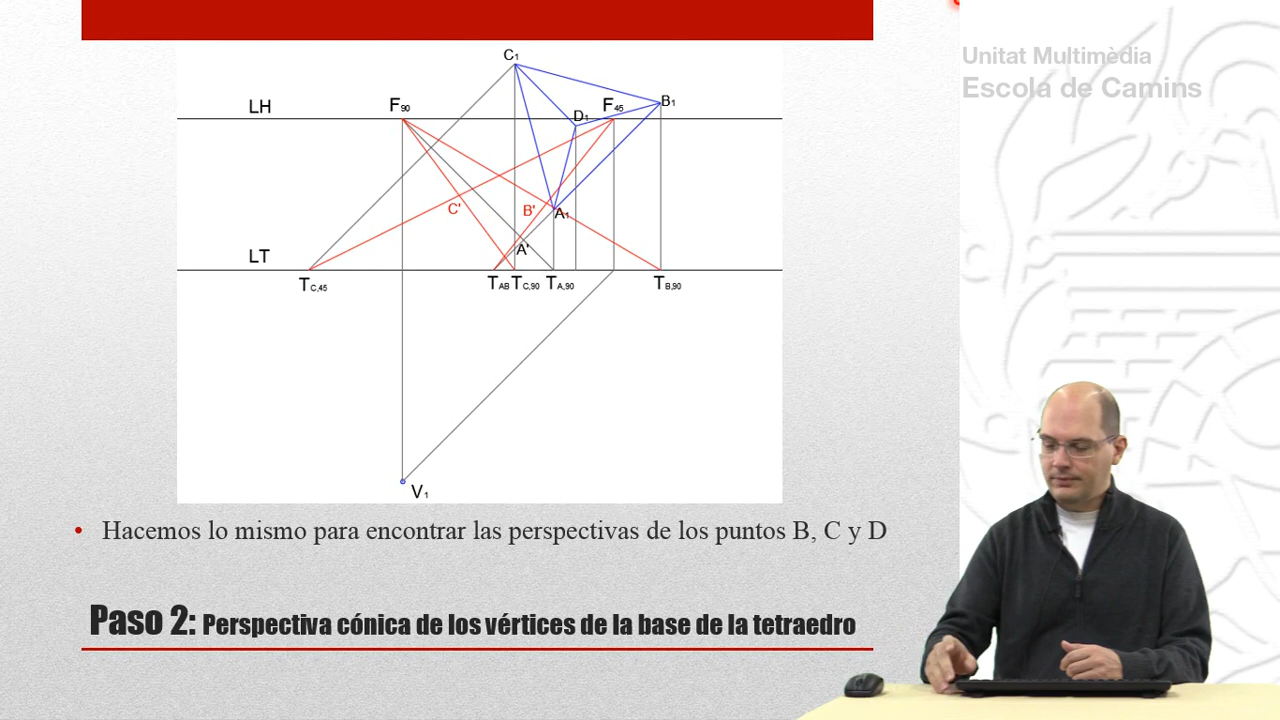 Unitat Multimèdia
Escola de Camins
C1
LH
F90
D1
F45
B1
C'
B'
A1
LT
A'
TC,45
TAB
TC,90
TA,90
TB,90
V1
• Hacemos lo mismo para encontrar las perspectivas de los puntos B, C y D
Paso 2: Perspectiva cónica de los vértices de la base de la tetraedro